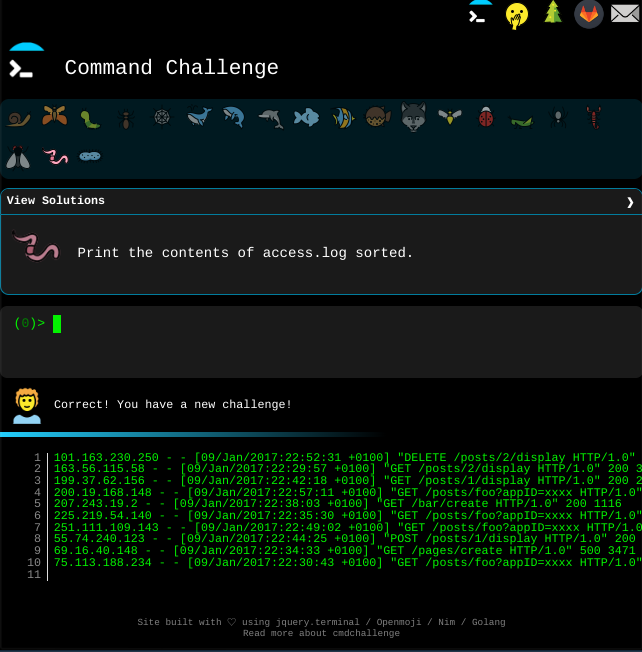 Command Challenge
View Solutions
Print the contents of access.log sorted.
(0)>
Correct! You have a new challenge!
1 101.163.230.250 - - [09/Jan/2017:22:52:31 +0100] "DELETE /posts/2/display HTTP/1.0"
2 163.56.115.58 - - [09/Jan/2017:22:29:57 +0100] "GET /posts/2/display HTTP/1.0" 200 3
3 199.37.62.156 - - [09/Jan/2017:22:42:18 +0100] "GET /posts/1/display HTTP/1.0" 200 2
4 200.19.168.148 - - [09/Jan/2017:22:57:11 +0100] "GET /posts/foo?appID=xxxx HTTP/1.0"
5 207.243.19.2 - - [09/Jan/2017:22:38:03 +0100] "GET /bar/create HTTP/1.0" 200 1116
6 225.219.54.140 - - [09/Jan/2017:22:35:30 +0100] "GET /posts/foo?appID=xxxx HTTP/1.0"
7 251.111.109.143 - - [09/Jan/2017:22:49:02 +0100] "GET /posts/foo?appID=xxxx HTTP/1.0
8 55.74.240.123 - - [09/Jan/2017:22:44:25 +0100] "POST /posts/1/display HTTP/1.0" 200
9 69.16.40.148 - - [09/Jan/2017:22:34:33 +0100] "GET /pages/create HTTP/1.0" 500 3471
10 75.113.188.234 - - [09/Jan/2017:22:30:43 +0100] "GET /posts/foo?appID=xxxx HTTP/1.0"
11
Site built with ♡ using jquery.terminal / Openmoji / Nim / Golang
Read more about cmdchallenge